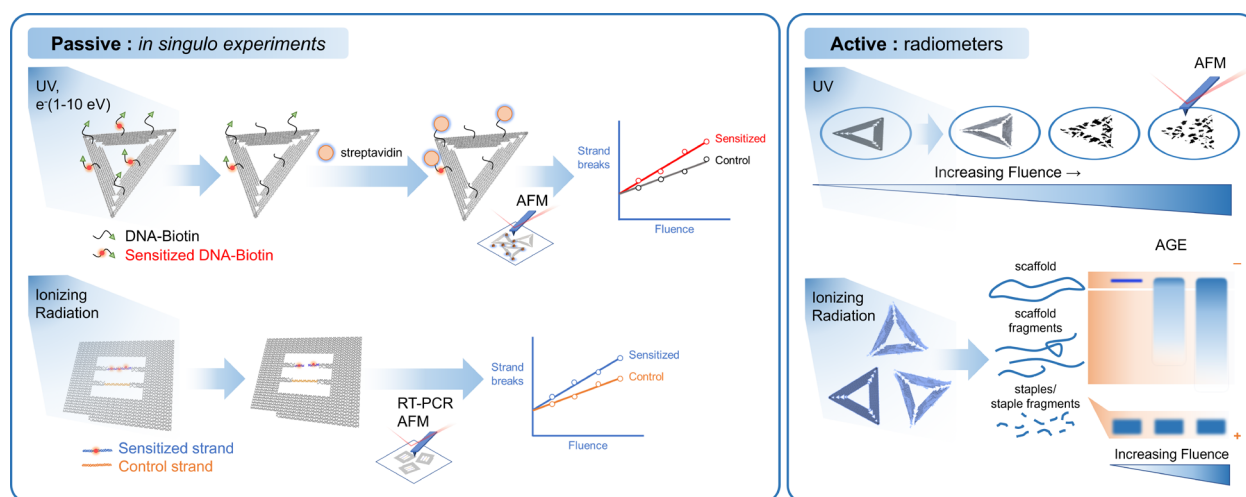 Passive : in singulo experiments
UV,
e-(1-10 eV)
streptavidin
AFM
DNA-Biotin
Sensitized DNA-Biotin
Strand
breaks
Sensitized
Control
Fluence
Ionizing
Radiation
RT-PCR
AFM
Sensitized strand
Control strand
Strand
breaks
Sensitized
Control
Fluence
Active: radiometers
UV
AFM
Increasing Fluence →
Ionizing
Radiation
scaffold
scaffold
fragments
staples/
staple fragments
AGE
−
+
Increasing Fluence